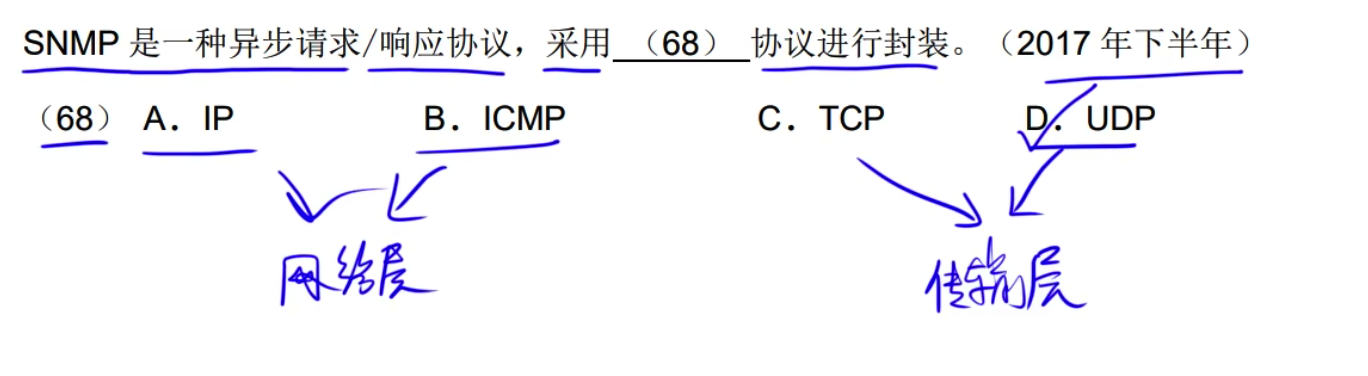 SNMP 是一种异步请求/响应协议，采用 （68） 协议进行封装。（2017 年下半年）
（68） A．IP B．ICMP C．TCP D．UDP
网络层 传输层